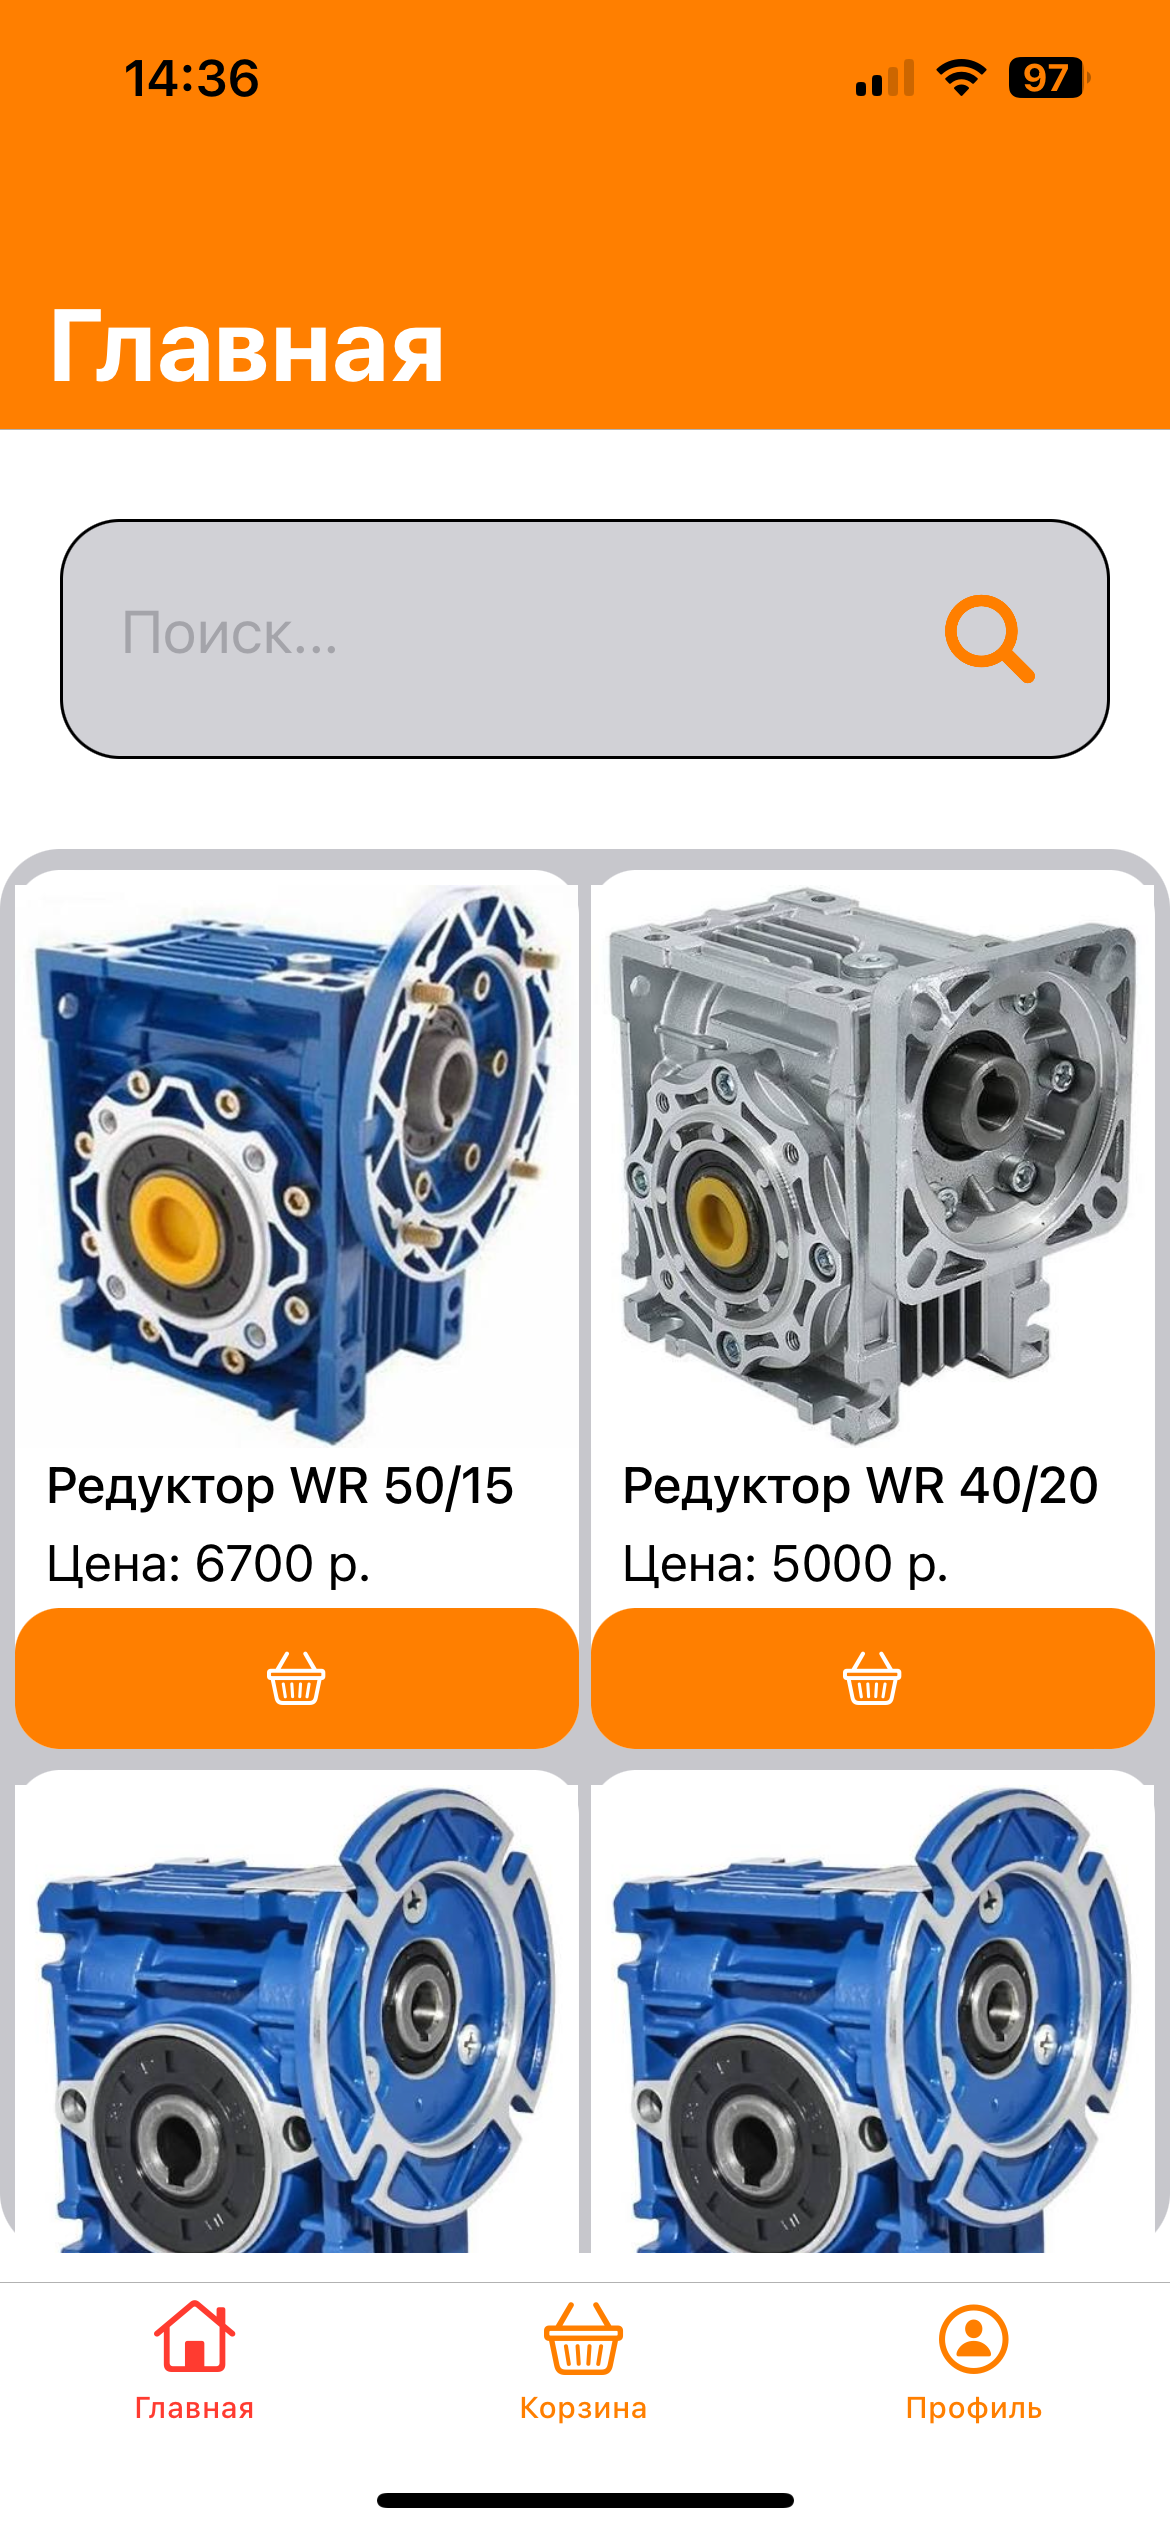 14:36
97
Главная
Поиск...
Редуктор WR 50/15
Редуктор WR 40/20
Цена: 6700 р.
Цена: 5000 р.
Главная
Корзина
Профиль